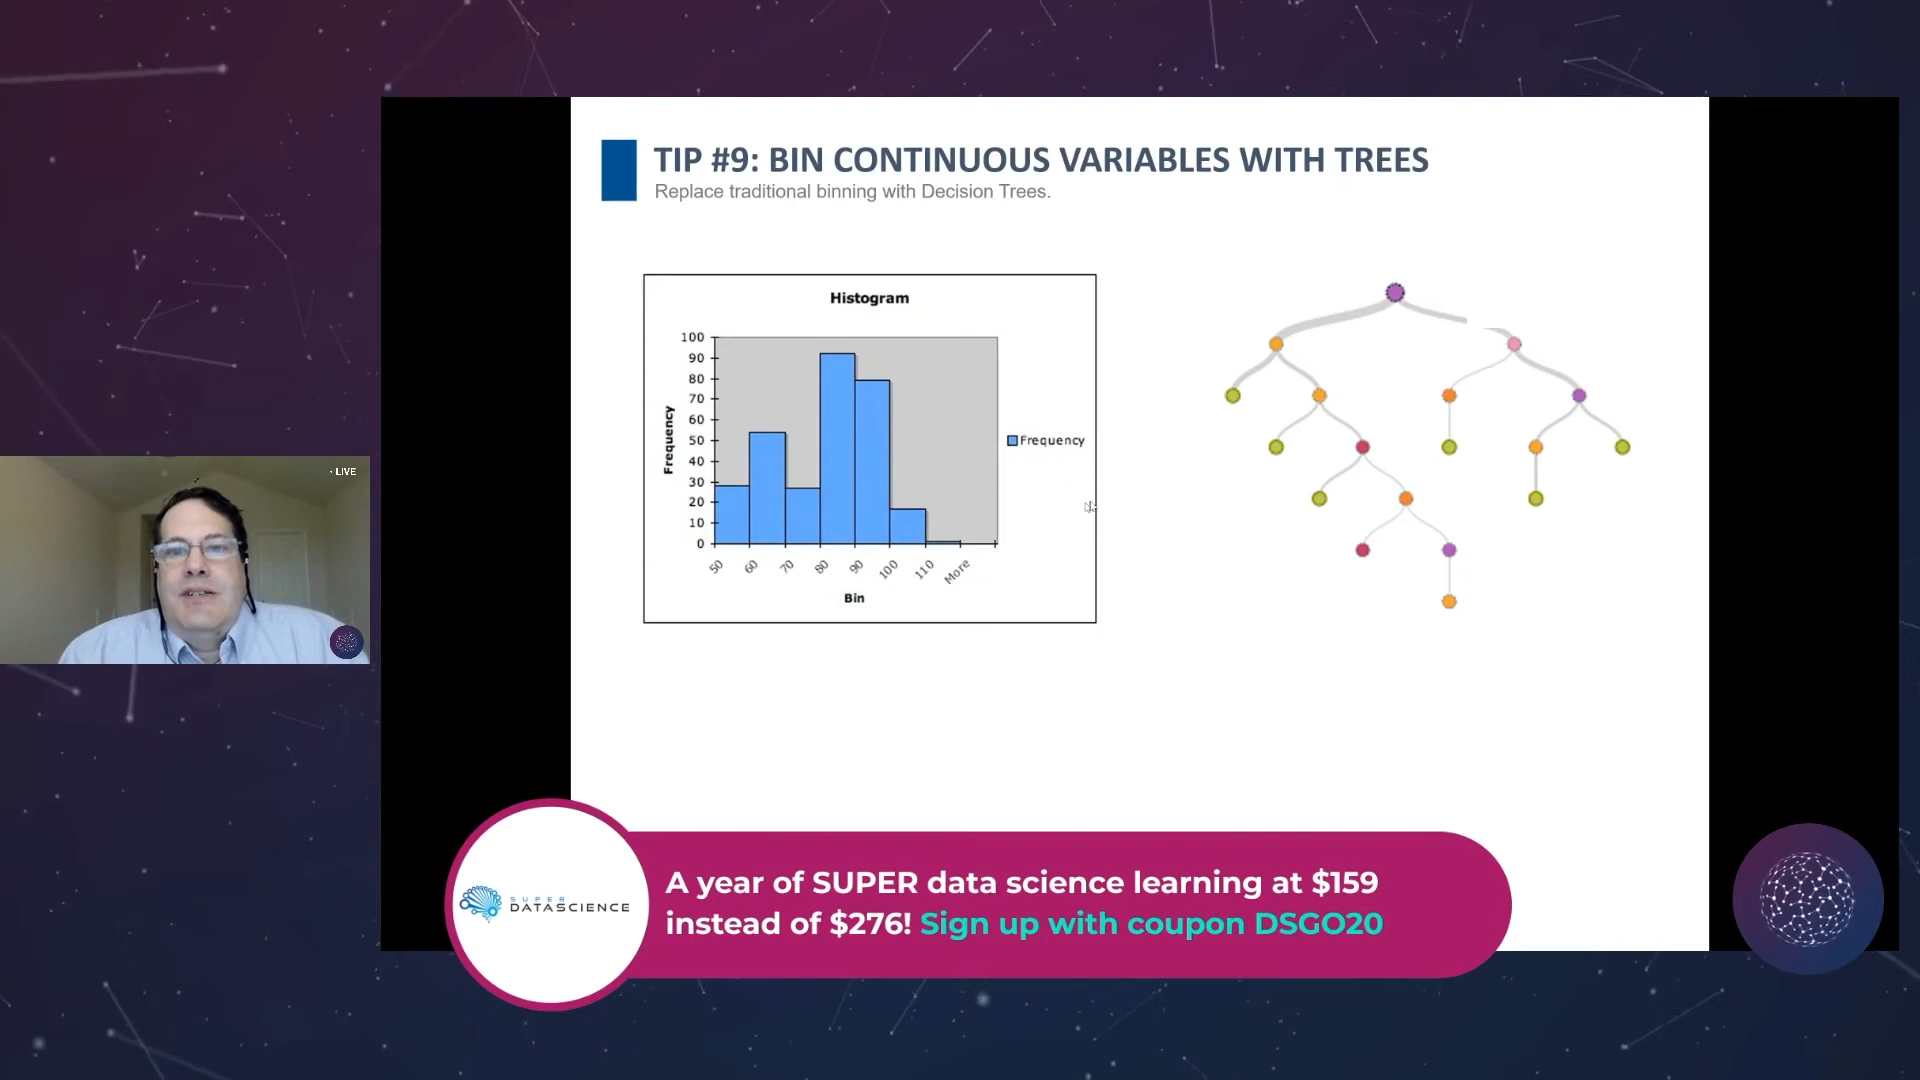 TIP #9: BIN CONTINUOUS VARIABLES WITH TREES
Replace traditional binning with Decision Trees.
Histogram
100
90
80
70
60
50
40
30
20
10
0
Frequency
50
60
70
80
90
100
110
More
Bin
Frequency
LIVE
SUPER
DATASCIENCE
A year of SUPER data science learning at $159
instead of $276! Sign up with coupon DSGO20